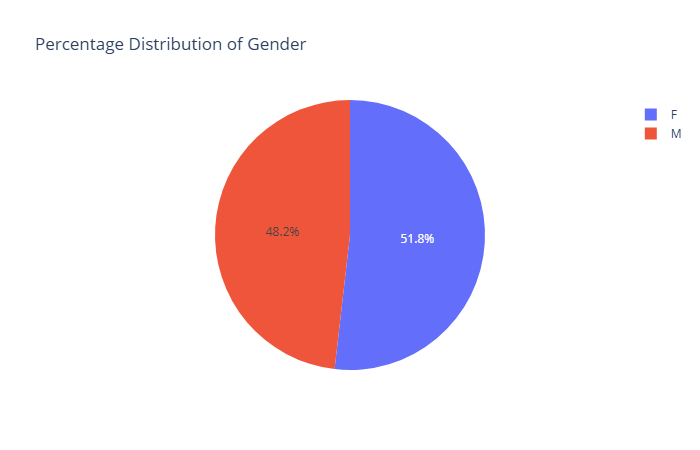 Percentage Distribution of Gender
F
M
48.2%
51.8%